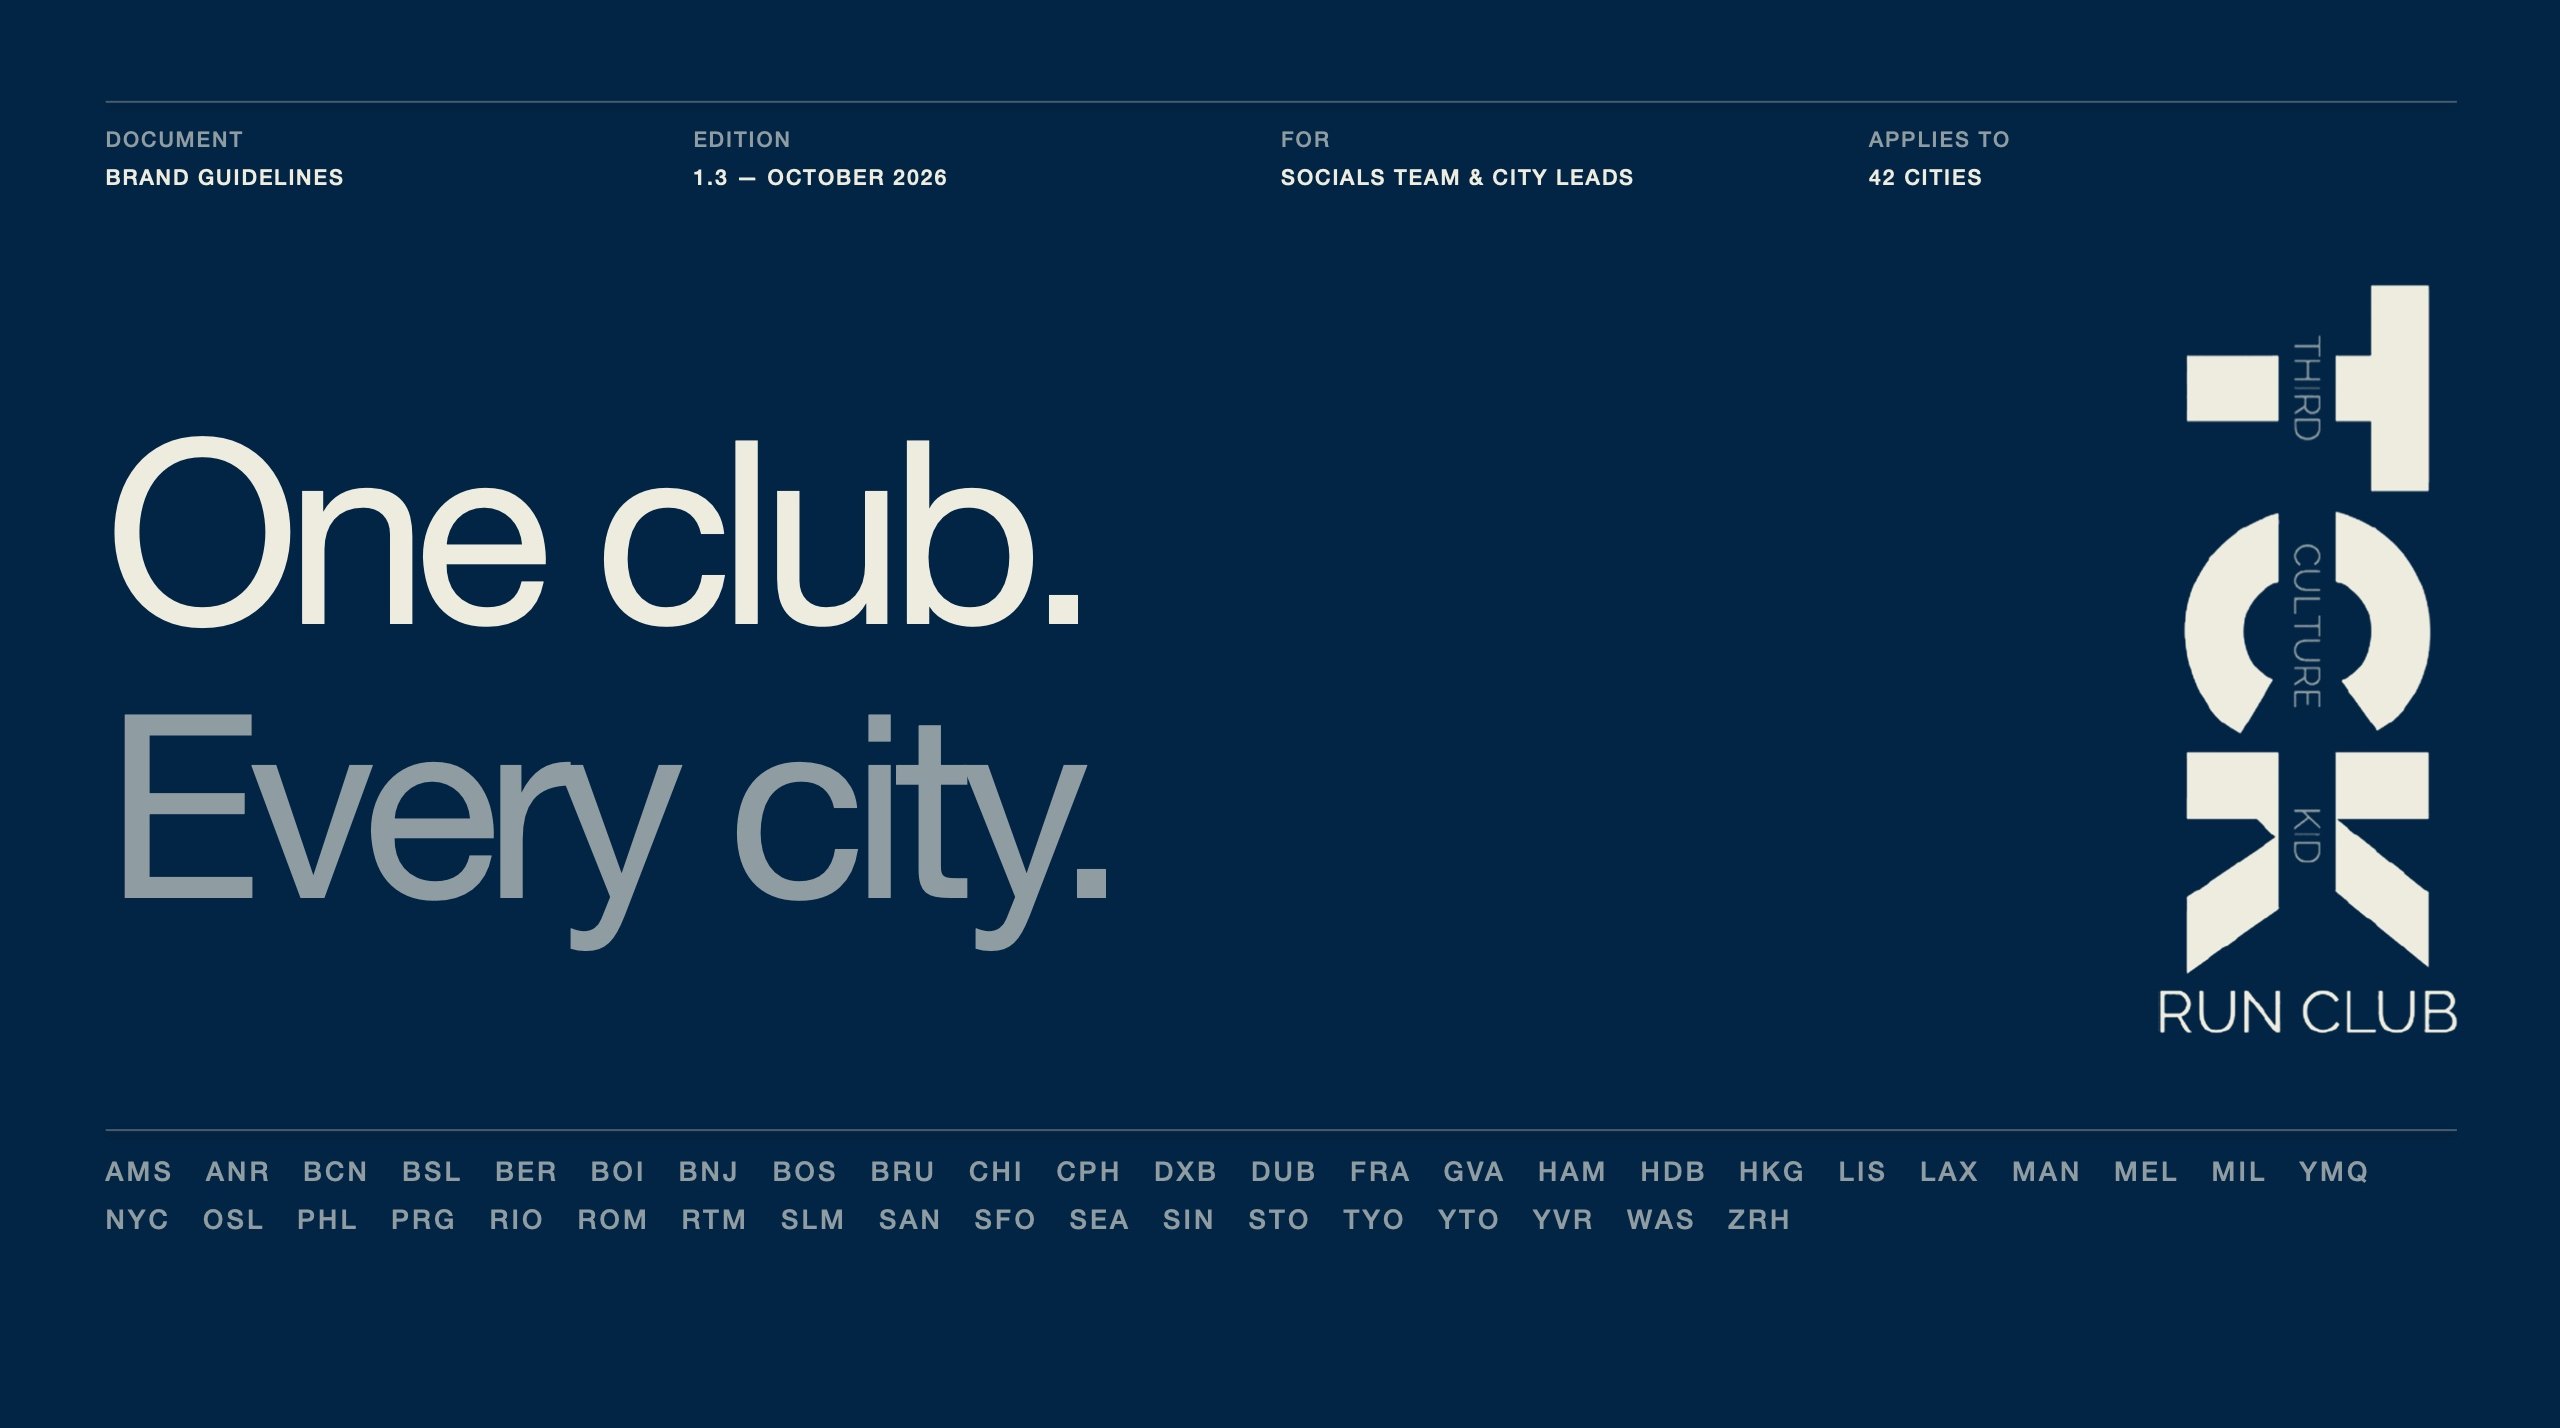 DOCUMENT
BRAND GUIDELINES
EDITION
1.3 — OCTOBER 2026
FOR
SOCIALS TEAM & CITY LEADS
APPLIES TO
42 CITIES
One club.
Every city.
TCK
THIRD
CULTURE
KID
RUN CLUB
AMS ANR BCN BSL BER BOI BNJ BOS BRU CHI CPH DXB DUB FRA GVA HAM HDB HKG LIS LAX MAN MEL MIL YMQ
NYC OSL PHL PRG RIO ROM RTM SLM SAN SFO SEA SIN STO TYO YTO YVR WAS ZRH